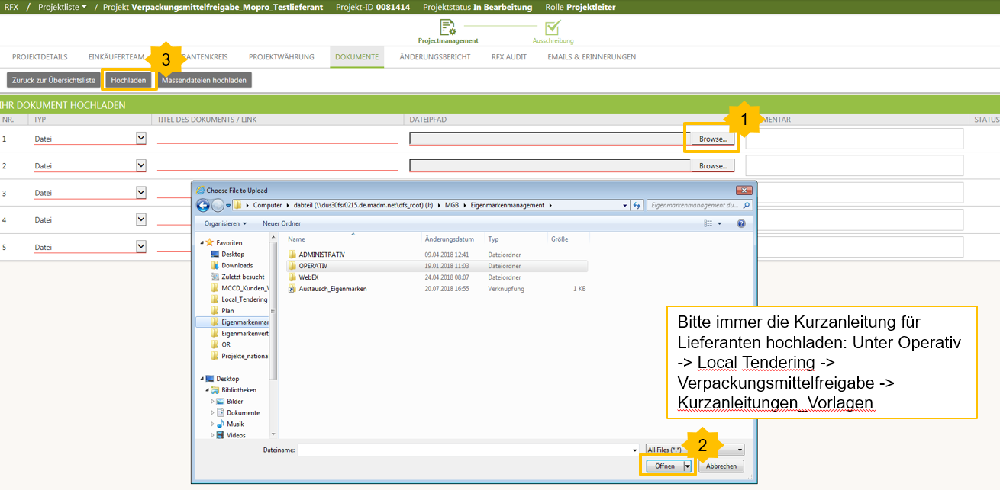 RFX / Projektliste / Projekt Verpackungsmittelfreigabe_Mopro_Testlieferant Projekt-ID 0081414 Projektstatus In Bearbeitung Rolle Projektleiter
Projectmanagement Ausschreibung
PROJEKTDETAILS EINKÄUFERTEAM RANTENKREIS PROJEKTWÄHRUNG DOKUMENTE ÄNDERUNGSBERICHT RFX AUDIT EMAILS & ERINNERUNGEN
3
Zurück zur Übersichtsliste Hochladen Massendateien hochladen
IHR DOKUMENT HOCHLADEN
NR. TYP TITEL DES DOKUMENTS / LINK DATEIPFAD MENTAR STATUS
1
1 Datei Browse...
2 Datei Browse...
3 Datei
4 Datei
5 Datei
Choose File to Upload
Computer dabteil (\\dus30fsr0215.de.madm.net\dfs_root) (J:) MGB Eigenmarkenmanagement
Eigenmarkenmanagement du...
Organisieren Neuer Ordner
Name Änderungsdatum Typ Größe
ADMINISTRATIV 09.04.2018 12:41 Dateiordner
OPERATIV 19.01.2018 11:03 Dateiordner
WebEX 24.04.2018 08:07 Dateiordner
Austausch_Eigenmarken 20.07.2018 16:55 Verknüpfung 1 KB
Favoriten
Desktop
Downloads
Zuletzt besucht
MCCD_Kunden_V
Local_Tendering
Plan
Eigenmarkenmar
Eigenmarkenvert
OR
Projekte_nationa
Desktop
Bibliotheken
Bilder
Dokumente
Musik
Videos
Dateiname: All Files (*.*)
2
Öffnen Abbrechen
Bitte immer die Kurzanleitung für
Lieferanten hochladen: Unter Operativ
-> Local Tendering ->
Verpackungsmittelfreigabe ->
Kurzanleitungen_Vorlagen